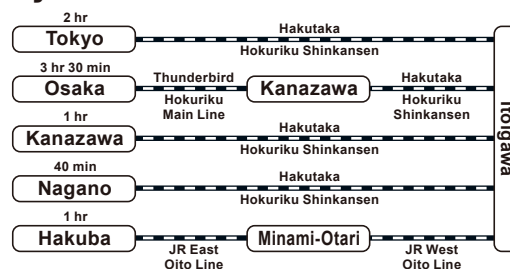 2 hr
Tokyo
Hakutaka
Hokuriku Shinkansen
3 hr 30 min
Osaka
Thunderbird
Hokuriku
Main Line
Kanazawa
Hakutaka
Hokuriku
Shinkansen
1 hr
Kanazawa
Hakutaka
Hokuriku Shinkansen
40 min
Nagano
Hakutaka
Hokuriku Shinkansen
1 hr
Hakuba
JR East
Oito Line
Minami-Otari
JR West
Oito Line
Itoigawa